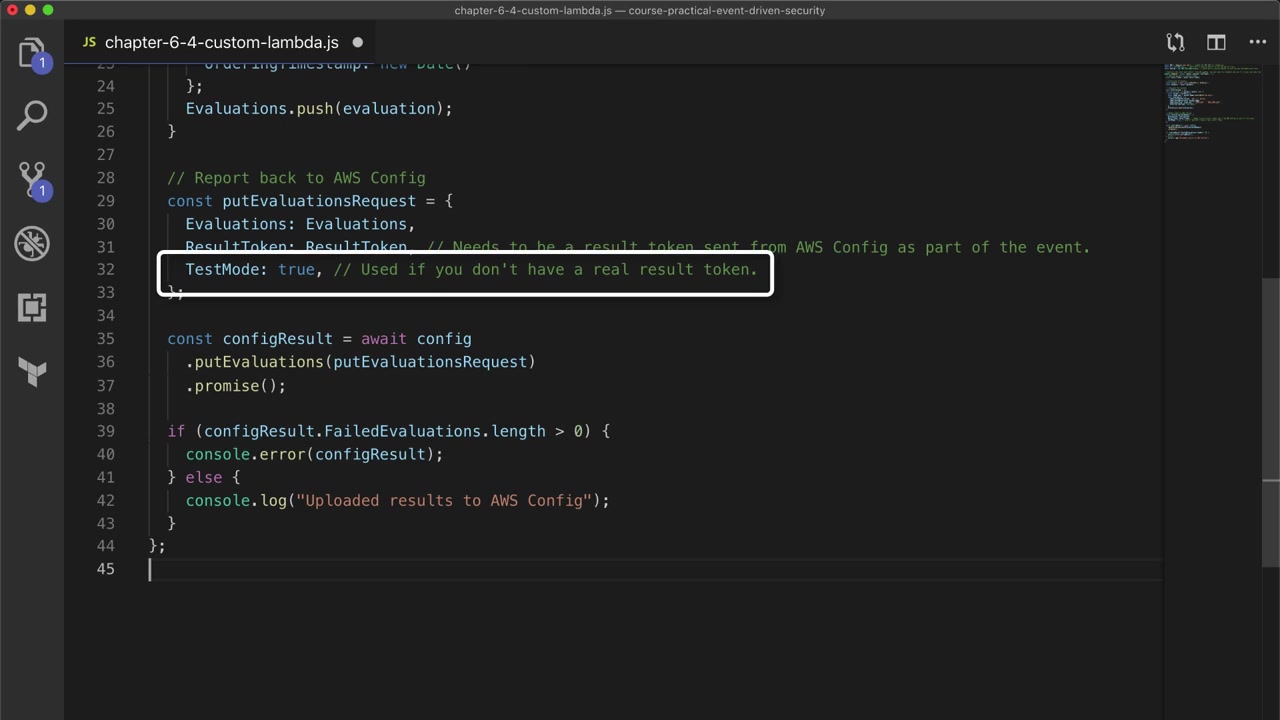 chapter-6-4-custom-lambda.js — course-practical-event-driven-security
JS chapter-6-4-custom-lambda.js
1
1
23 orderingTimestamp: new Date()
24 };
25 Evaluations.push(evaluation);
26 }
27
28 // Report back to AWS Config
29 const putEvaluationsRequest = {
30 Evaluations: Evaluations,
31 ResultToken: ResultToken, // Needs to be a result token sent from AWS Config as part of the event.
32 TestMode: true, // Used if you don't have a real result token.
33 };
34
35 const configResult = await config
36 .putEvaluations(putEvaluationsRequest)
37 .promise();
38
39 if (configResult.FailedEvaluations.length > 0) {
40 console.error(configResult);
41 } else {
42 console.log("Uploaded results to AWS Config");
43 }
44 };
45